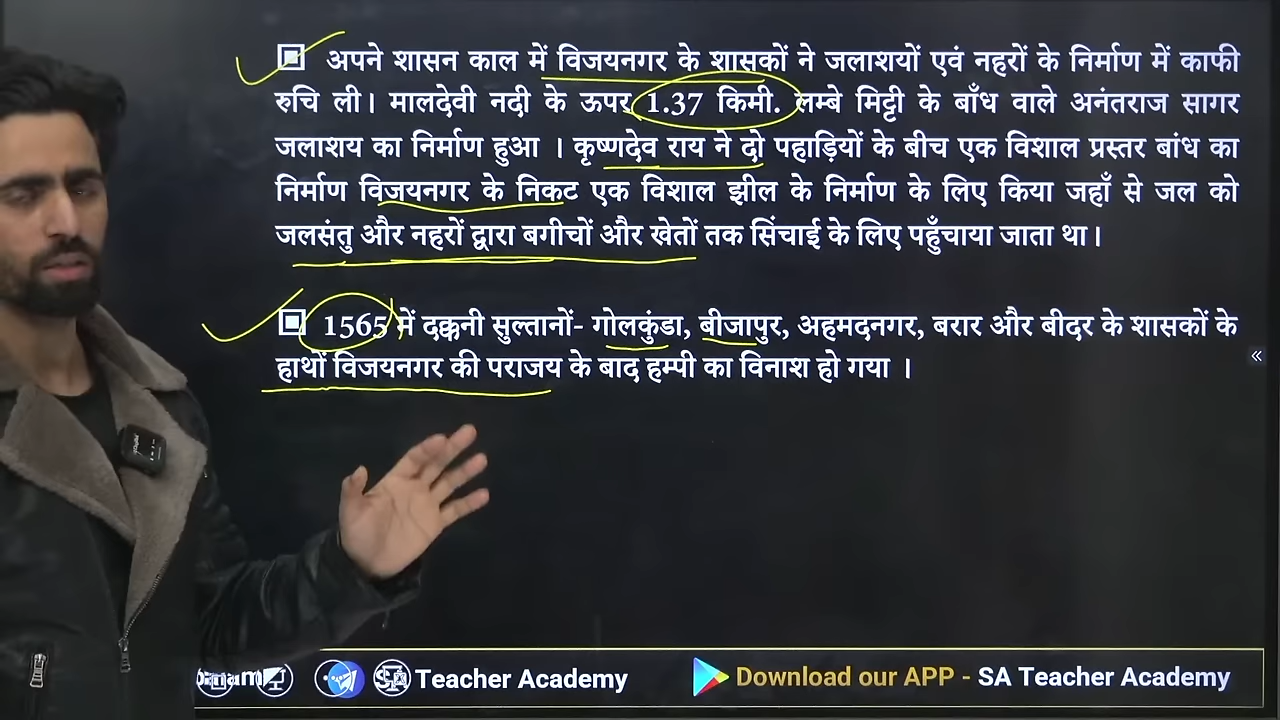 अपने शासन काल में विजयनगर के शासकों ने जलाशयों एवं नहरों के निर्माण में काफी
रुचि ली। मालदेवी नदी के ऊपर 1.37 किमी. लम्बे मिट्टी के बाँध वाले अनंतराज सागर
जलाशय का निर्माण हुआ । कृष्णदेव राय ने दो पहाड़ियों के बीच एक विशाल प्रस्तर बांध का
निर्माण विजयनगर के निकट एक विशाल झील के निर्माण के लिए किया जहाँ से जल को
जलसंतु और नहरों द्वारा बगीचों और खेतों तक सिंचाई के लिए पहुँचाया जाता था।
1565 में दक्कनी सुल्तानों- गोलकुंडा, बीजापुर, अहमदनगर, बरार और बीदर के शासकों के
हाथों विजयनगर की पराजय के बाद हम्पी का विनाश हो गया ।
Teacher Academy
Download our APP - SA Teacher Academy